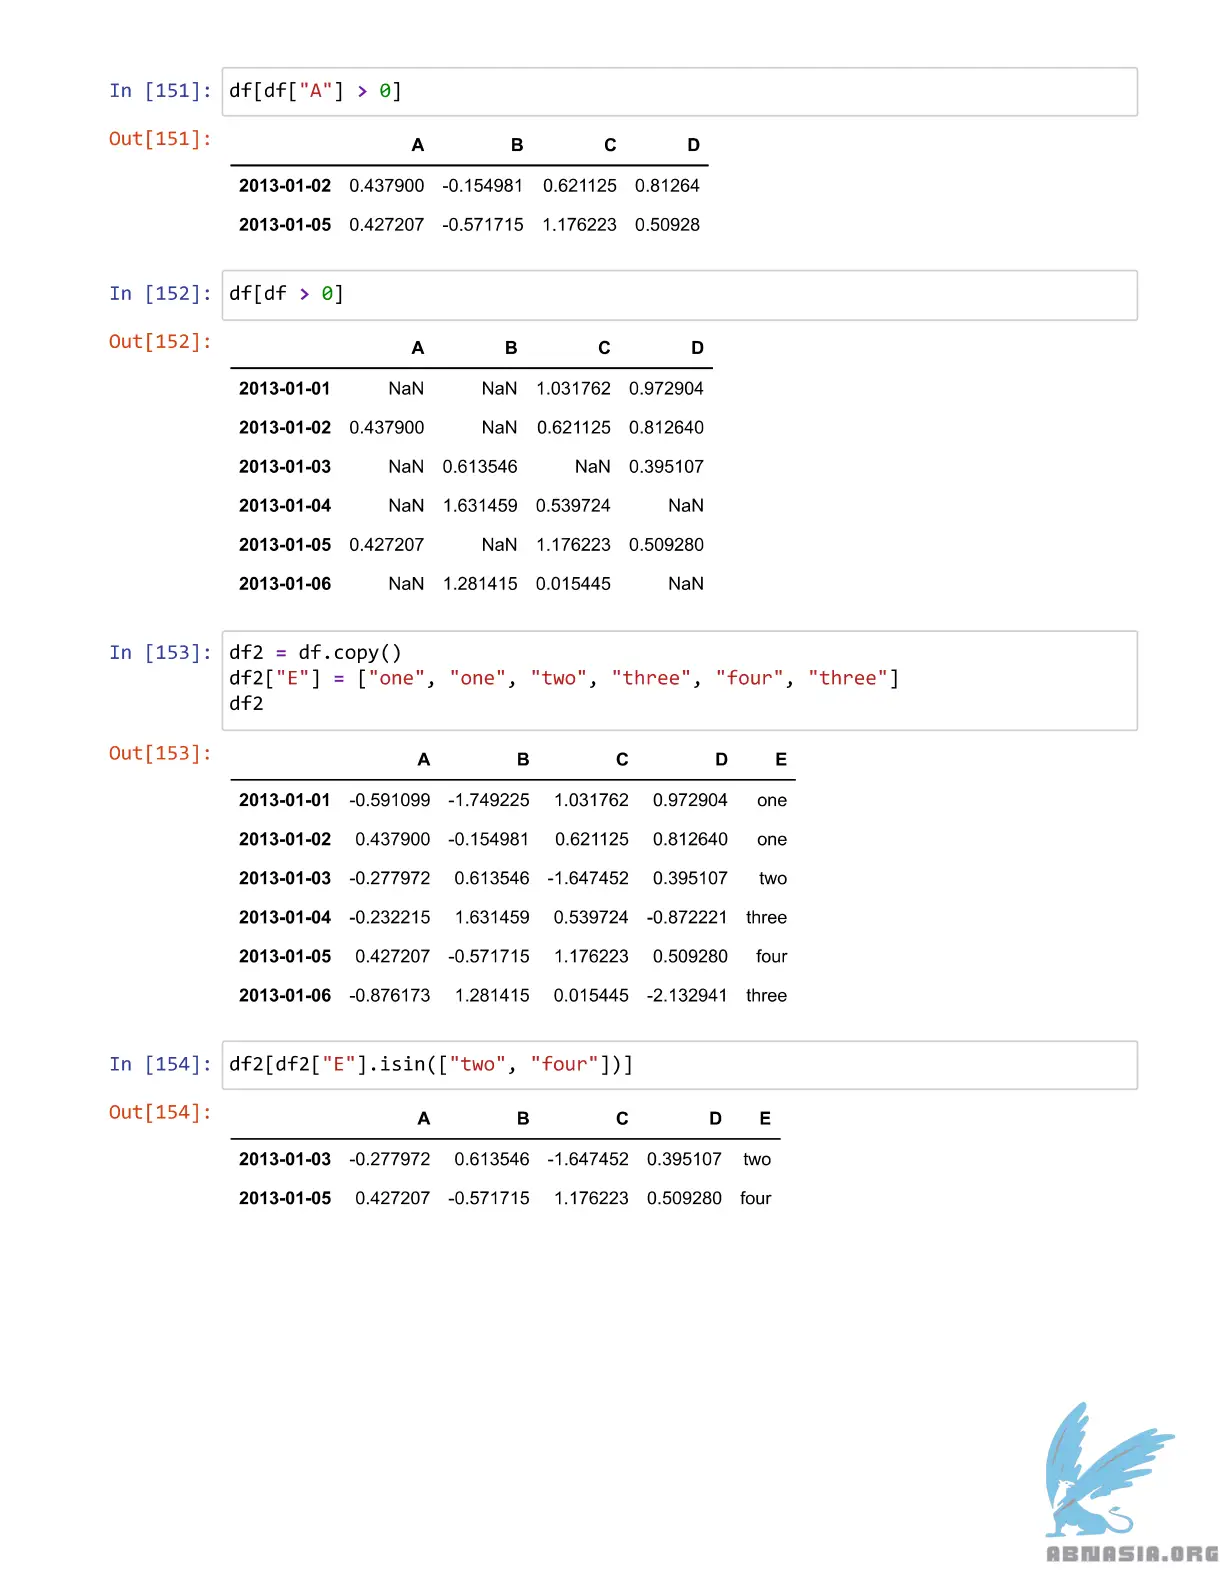 In [151]: df[df["A"] > 0]
Out[151]:
A B C D
2013-01-02 0.437900 -0.154981 0.621125 0.81264
2013-01-05 0.427207 -0.571715 1.176223 0.50928
In [152]: df[df > 0]
Out[152]:
A B C D
2013-01-01 NaN NaN 1.031762 0.972904
2013-01-02 0.437900 NaN 0.621125 0.812640
2013-01-03 NaN 0.613546 NaN 0.395107
2013-01-04 NaN 1.631459 0.539724 NaN
2013-01-05 0.427207 NaN 1.176223 0.509280
2013-01-06 NaN 1.281415 0.015445 NaN
In [153]: df2 = df.copy()
df2["E"] = ["one", "one", "two", "three", "four", "three"]
df2
Out[153]:
A B C D E
2013-01-01 -0.591099 -1.749225 1.031762 0.972904 one
2013-01-02 0.437900 -0.154981 0.621125 0.812640 one
2013-01-03 -0.277972 0.613546 -1.647452 0.395107 two
2013-01-04 -0.232215 1.631459 0.539724 -0.872221 three
2013-01-05 0.427207 -0.571715 1.176223 0.509280 four
2013-01-06 -0.876173 1.281415 0.015445 -2.132941 three
In [154]: df2[df2["E"].isin(["two", "four"])]
Out[154]:
A B C D E
2013-01-03 -0.277972 0.613546 -1.647452 0.395107 two
2013-01-05 0.427207 -0.571715 1.176223 0.509280 four
ABNASIA.ORG